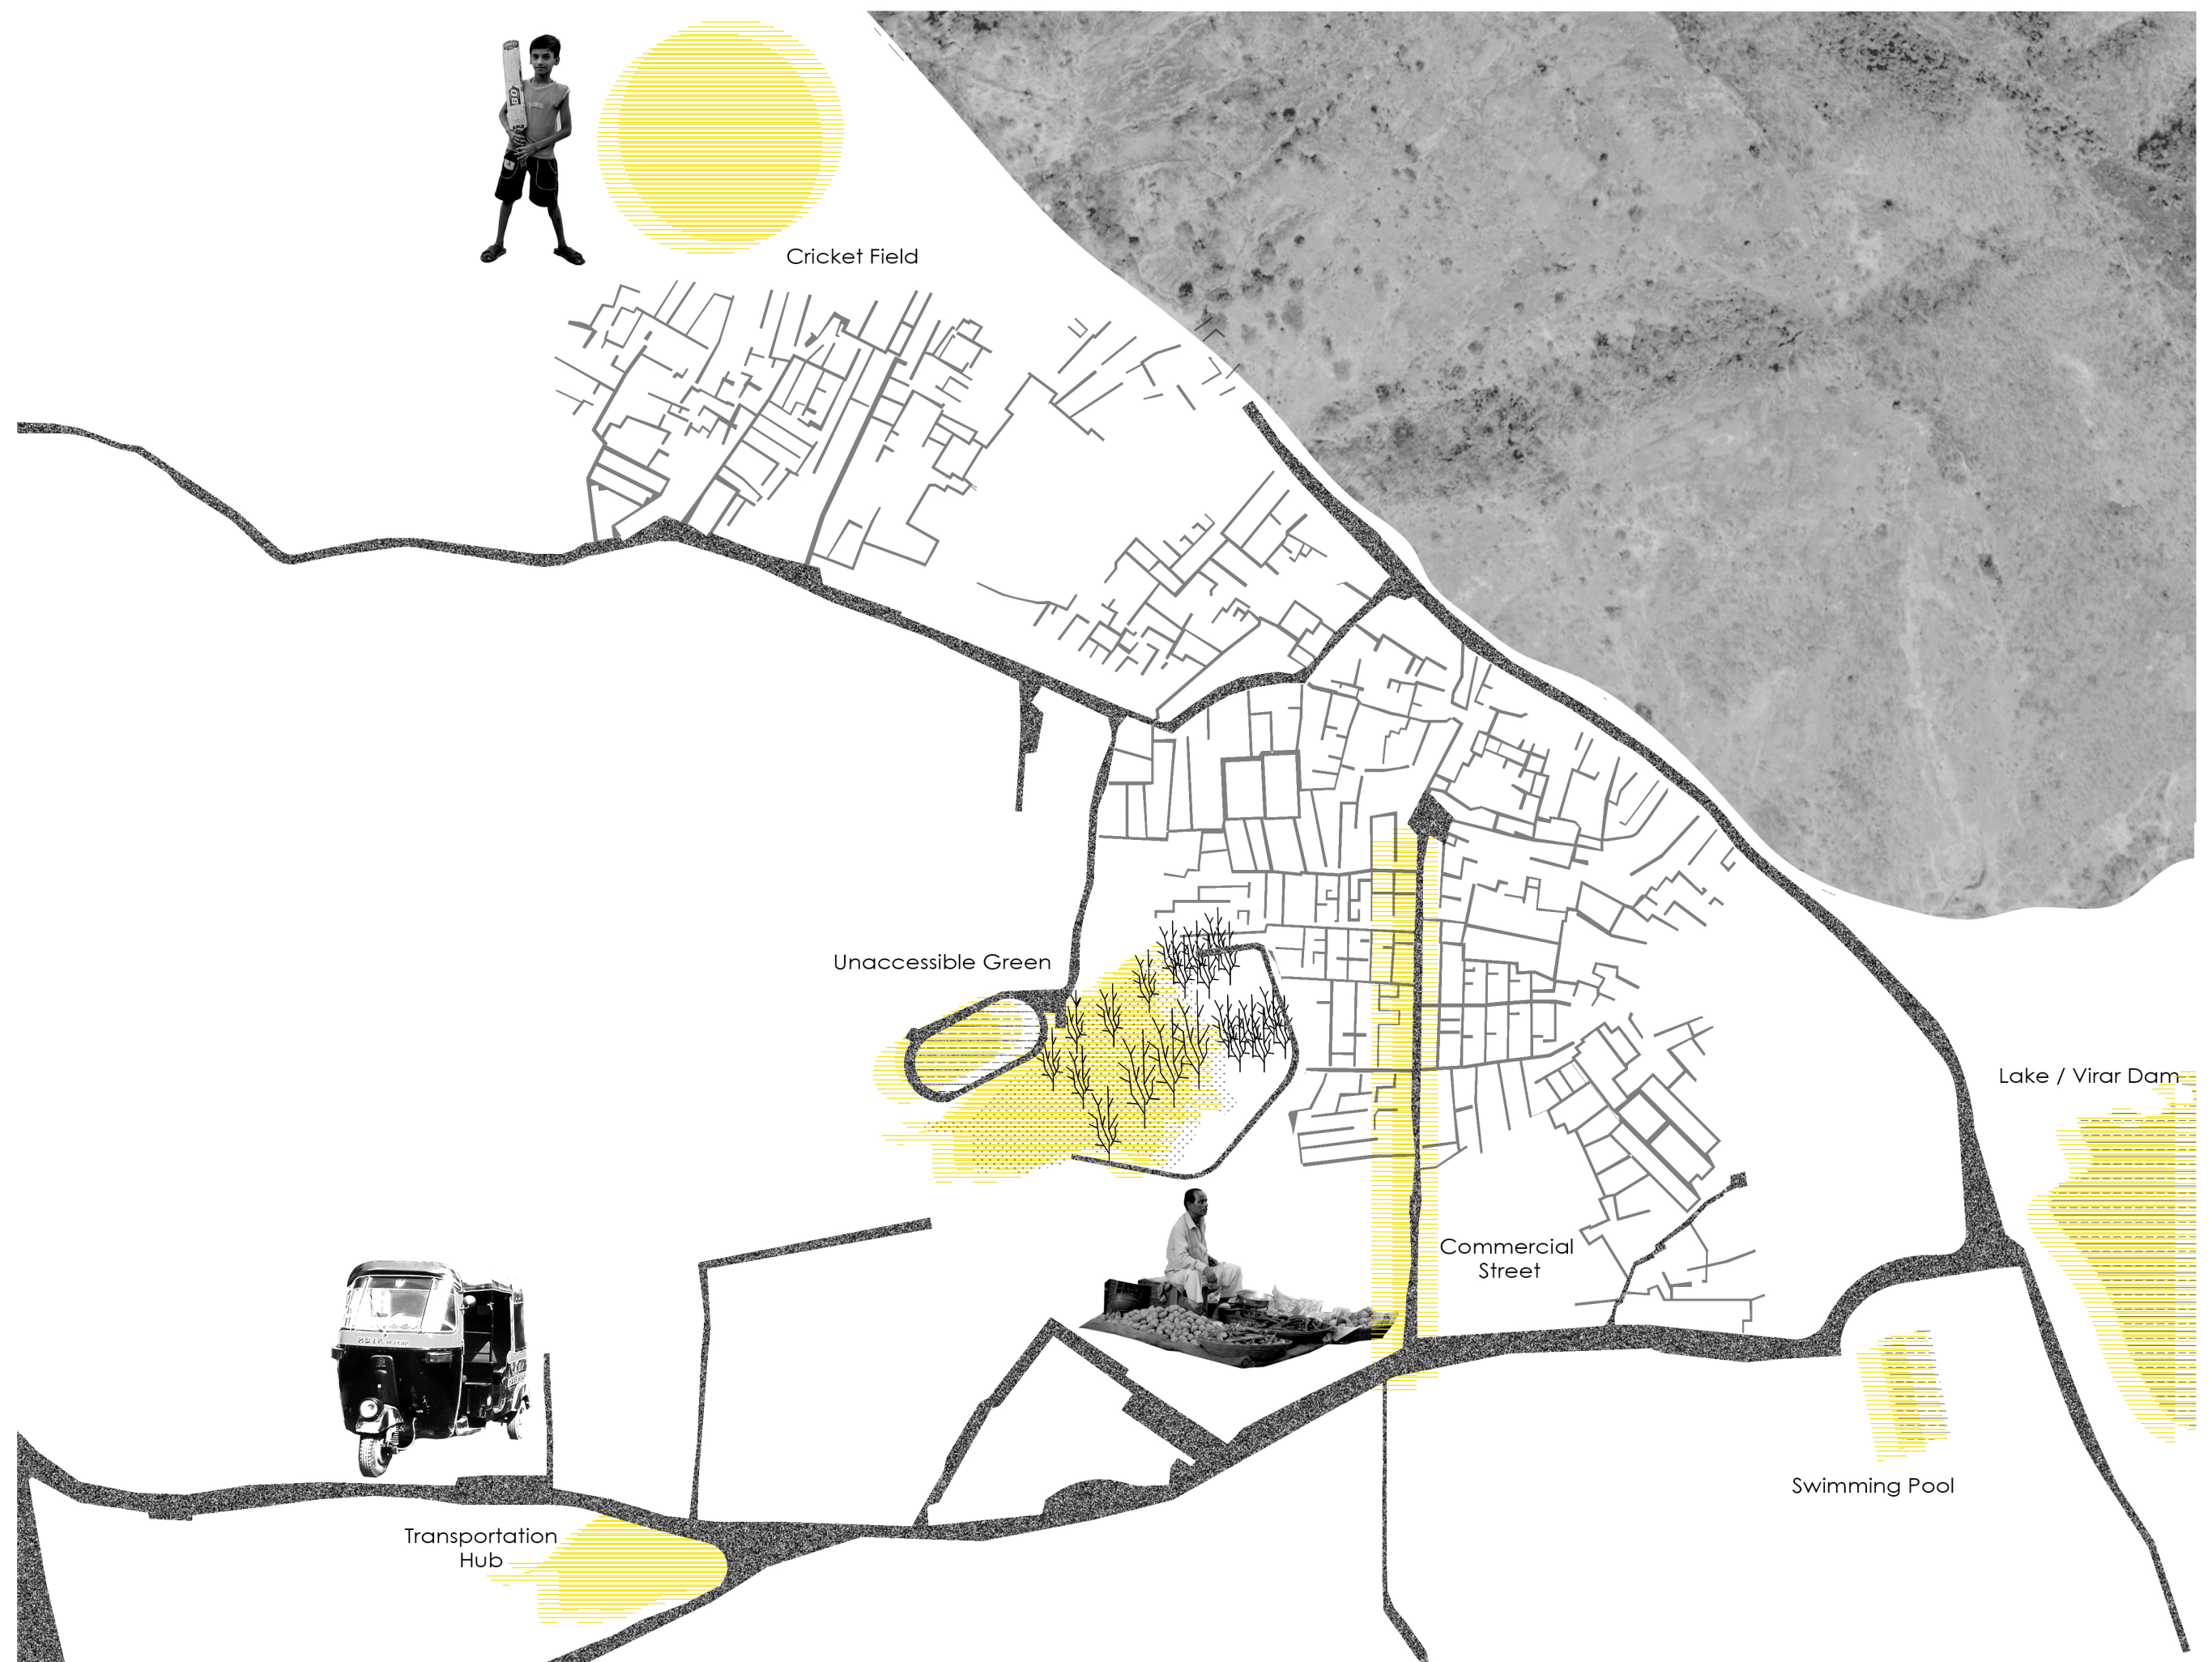 Cricket Field
Unaccessible Green
Lake / Virar Dam
Commercial
Street
Swimming Pool
Transportation
Hub